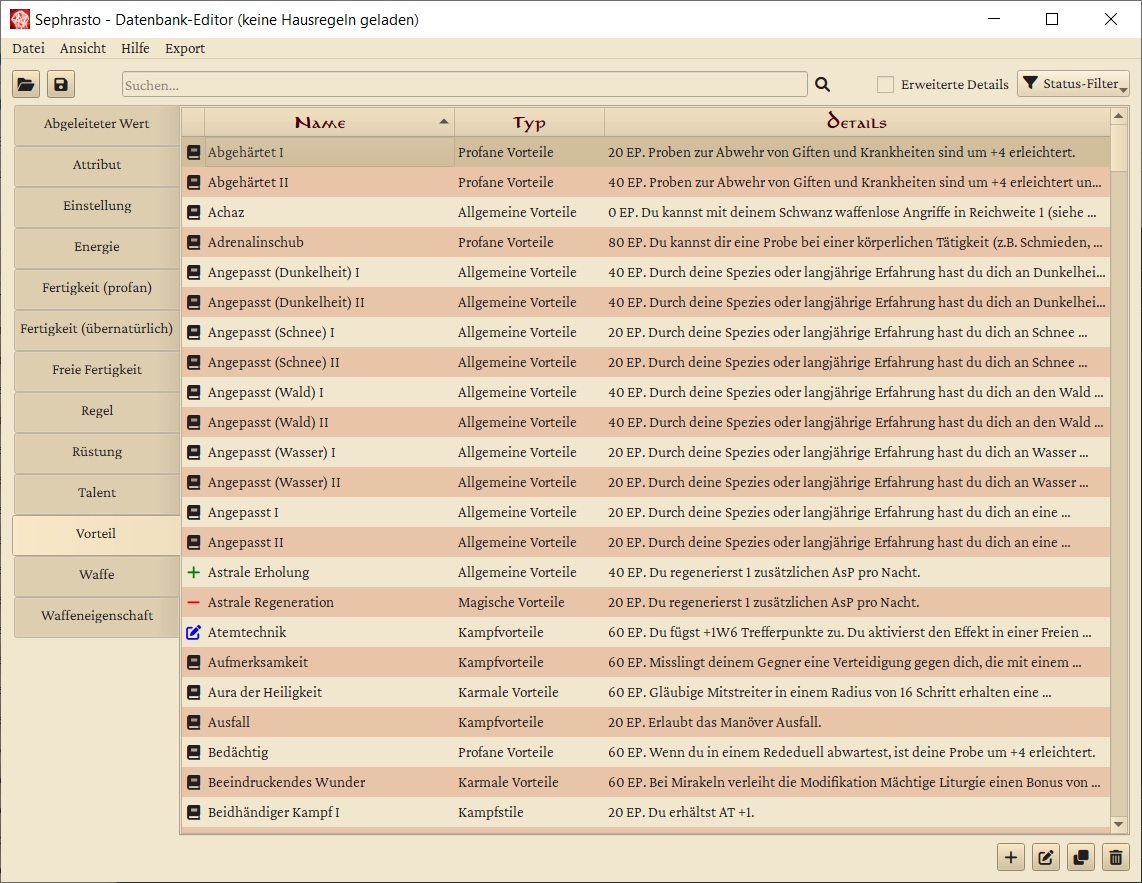 Sephrasto - Datenbank-Editor (keine Hausregeln geladen)
Datei Ansicht Hilfe Export
Suchen... Erweiterte Details Status-Filter
Abgeleiteter Wert
Attribut
Einstellung
Energie
Fertigkeit (profan)
Fertigkeit (übernatürlich)
Freie Fertigkeit
Regel
Rüstung
Talent
Vorteil
Waffe
Waffeneigenschaft
Name Typ Details
Abgehärtet I Profane Vorteile 20 EP. Proben zur Abwehr von Giften und Krankheiten sind um +4 erleichtert.
Abgehärtet II Profane Vorteile 40 EP. Proben zur Abwehr von Giften und Krankheiten sind um +4 erleichtert un...
Achaz Allgemeine Vorteile 0 EP. Du kannst mit deinem Schwanz waffenlose Angriffe in Reichweite 1 (siehe ...
Adrenalinschub Profane Vorteile 80 EP. Du kannst dir eine Probe bei einer körperlichen Tätigkeit (z.B. Schmieden, ...
Angepasst (Dunkelheit) I Allgemeine Vorteile 40 EP. Durch deine Spezies oder langjährige Erfahrung hast du dich an Dunkelhei...
Angepasst (Dunkelheit) II Allgemeine Vorteile 40 EP. Durch deine Spezies oder langjährige Erfahrung hast du dich an Dunkelhei...
Angepasst (Schnee) I Allgemeine Vorteile 20 EP. Durch deine Spezies oder langjährige Erfahrung hast du dich an Schnee ...
Angepasst (Schnee) II Allgemeine Vorteile 20 EP. Durch deine Spezies oder langjährige Erfahrung hast du dich an Schnee ...
Angepasst (Wald) I Allgemeine Vorteile 40 EP. Durch deine Spezies oder langjährige Erfahrung hast du dich an den Wald ...
Angepasst (Wald) II Allgemeine Vorteile 40 EP. Durch deine Spezies oder langjährige Erfahrung hast du dich an den Wald ...
Angepasst (Wasser) I Allgemeine Vorteile 20 EP. Durch deine Spezies oder langjährige Erfahrung hast du dich an Wasser ...
Angepasst (Wasser) II Allgemeine Vorteile 20 EP. Durch deine Spezies oder langjährige Erfahrung hast du dich an Wasser ...
Angepasst I Allgemeine Vorteile 20 EP. Durch deine Spezies oder langjährige Erfahrung hast du dich an eine ...
Angepasst II Allgemeine Vorteile 20 EP. Durch deine Spezies oder langjährige Erfahrung hast du dich an eine ...
Astrale Erholung Allgemeine Vorteile 40 EP. Du regenerierst 1 zusätzlichen AsP pro Nacht.
Astrale Regeneration Magische Vorteile 20 EP. Du regenerierst 1 zusätzlichen AsP pro Nacht.
Atemtechnik Kampfvorteile 60 EP. Du fügst +1W6 Trefferpunkte zu. Du aktivierst den Effekt in einer Freien ...
Aufmerksamkeit Kampfvorteile 60 EP. Misslingt deinem Gegner eine Verteidigung gegen dich, die mit einem ...
Aura der Heiligkeit Karmale Vorteile 60 EP. Gläubige Mitstreiter in einem Radius von 16 Schritt erhalten eine ...
Ausfall Kampfvorteile 20 EP. Erlaubt das Manöver Ausfall.
Bedächtig Profane Vorteile 60 EP. Wenn du in einem Rededuell abwartest, ist deine Probe um +4 erleichtert.
Beeindruckendes Wunder Karmale Vorteile 60 EP. Bei Mirakeln verleiht die Modifikation Mächtige Liturgie einen Bonus von ...
Beidhändiger Kampf I Kampfstile 20 EP. Du erhältst AT +1.